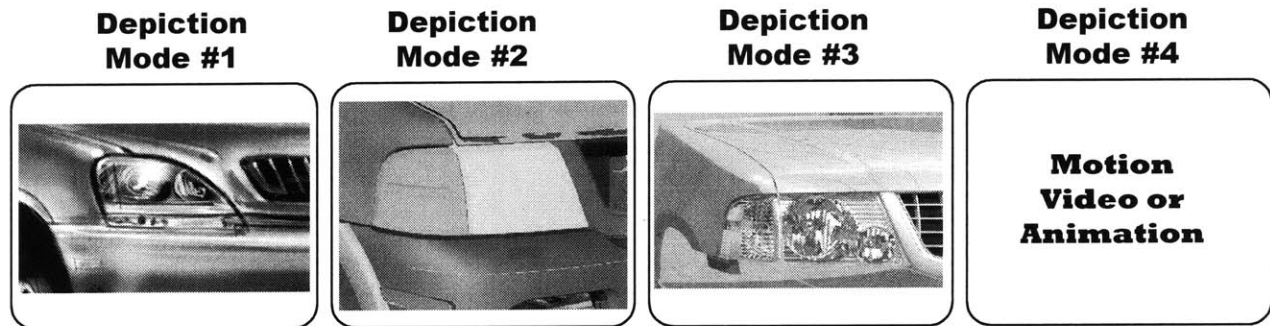 Depiction
Mode #1
Depiction
Mode #2
Depiction
Mode #3
Depiction
Mode #4
Motion
Video or
Animation